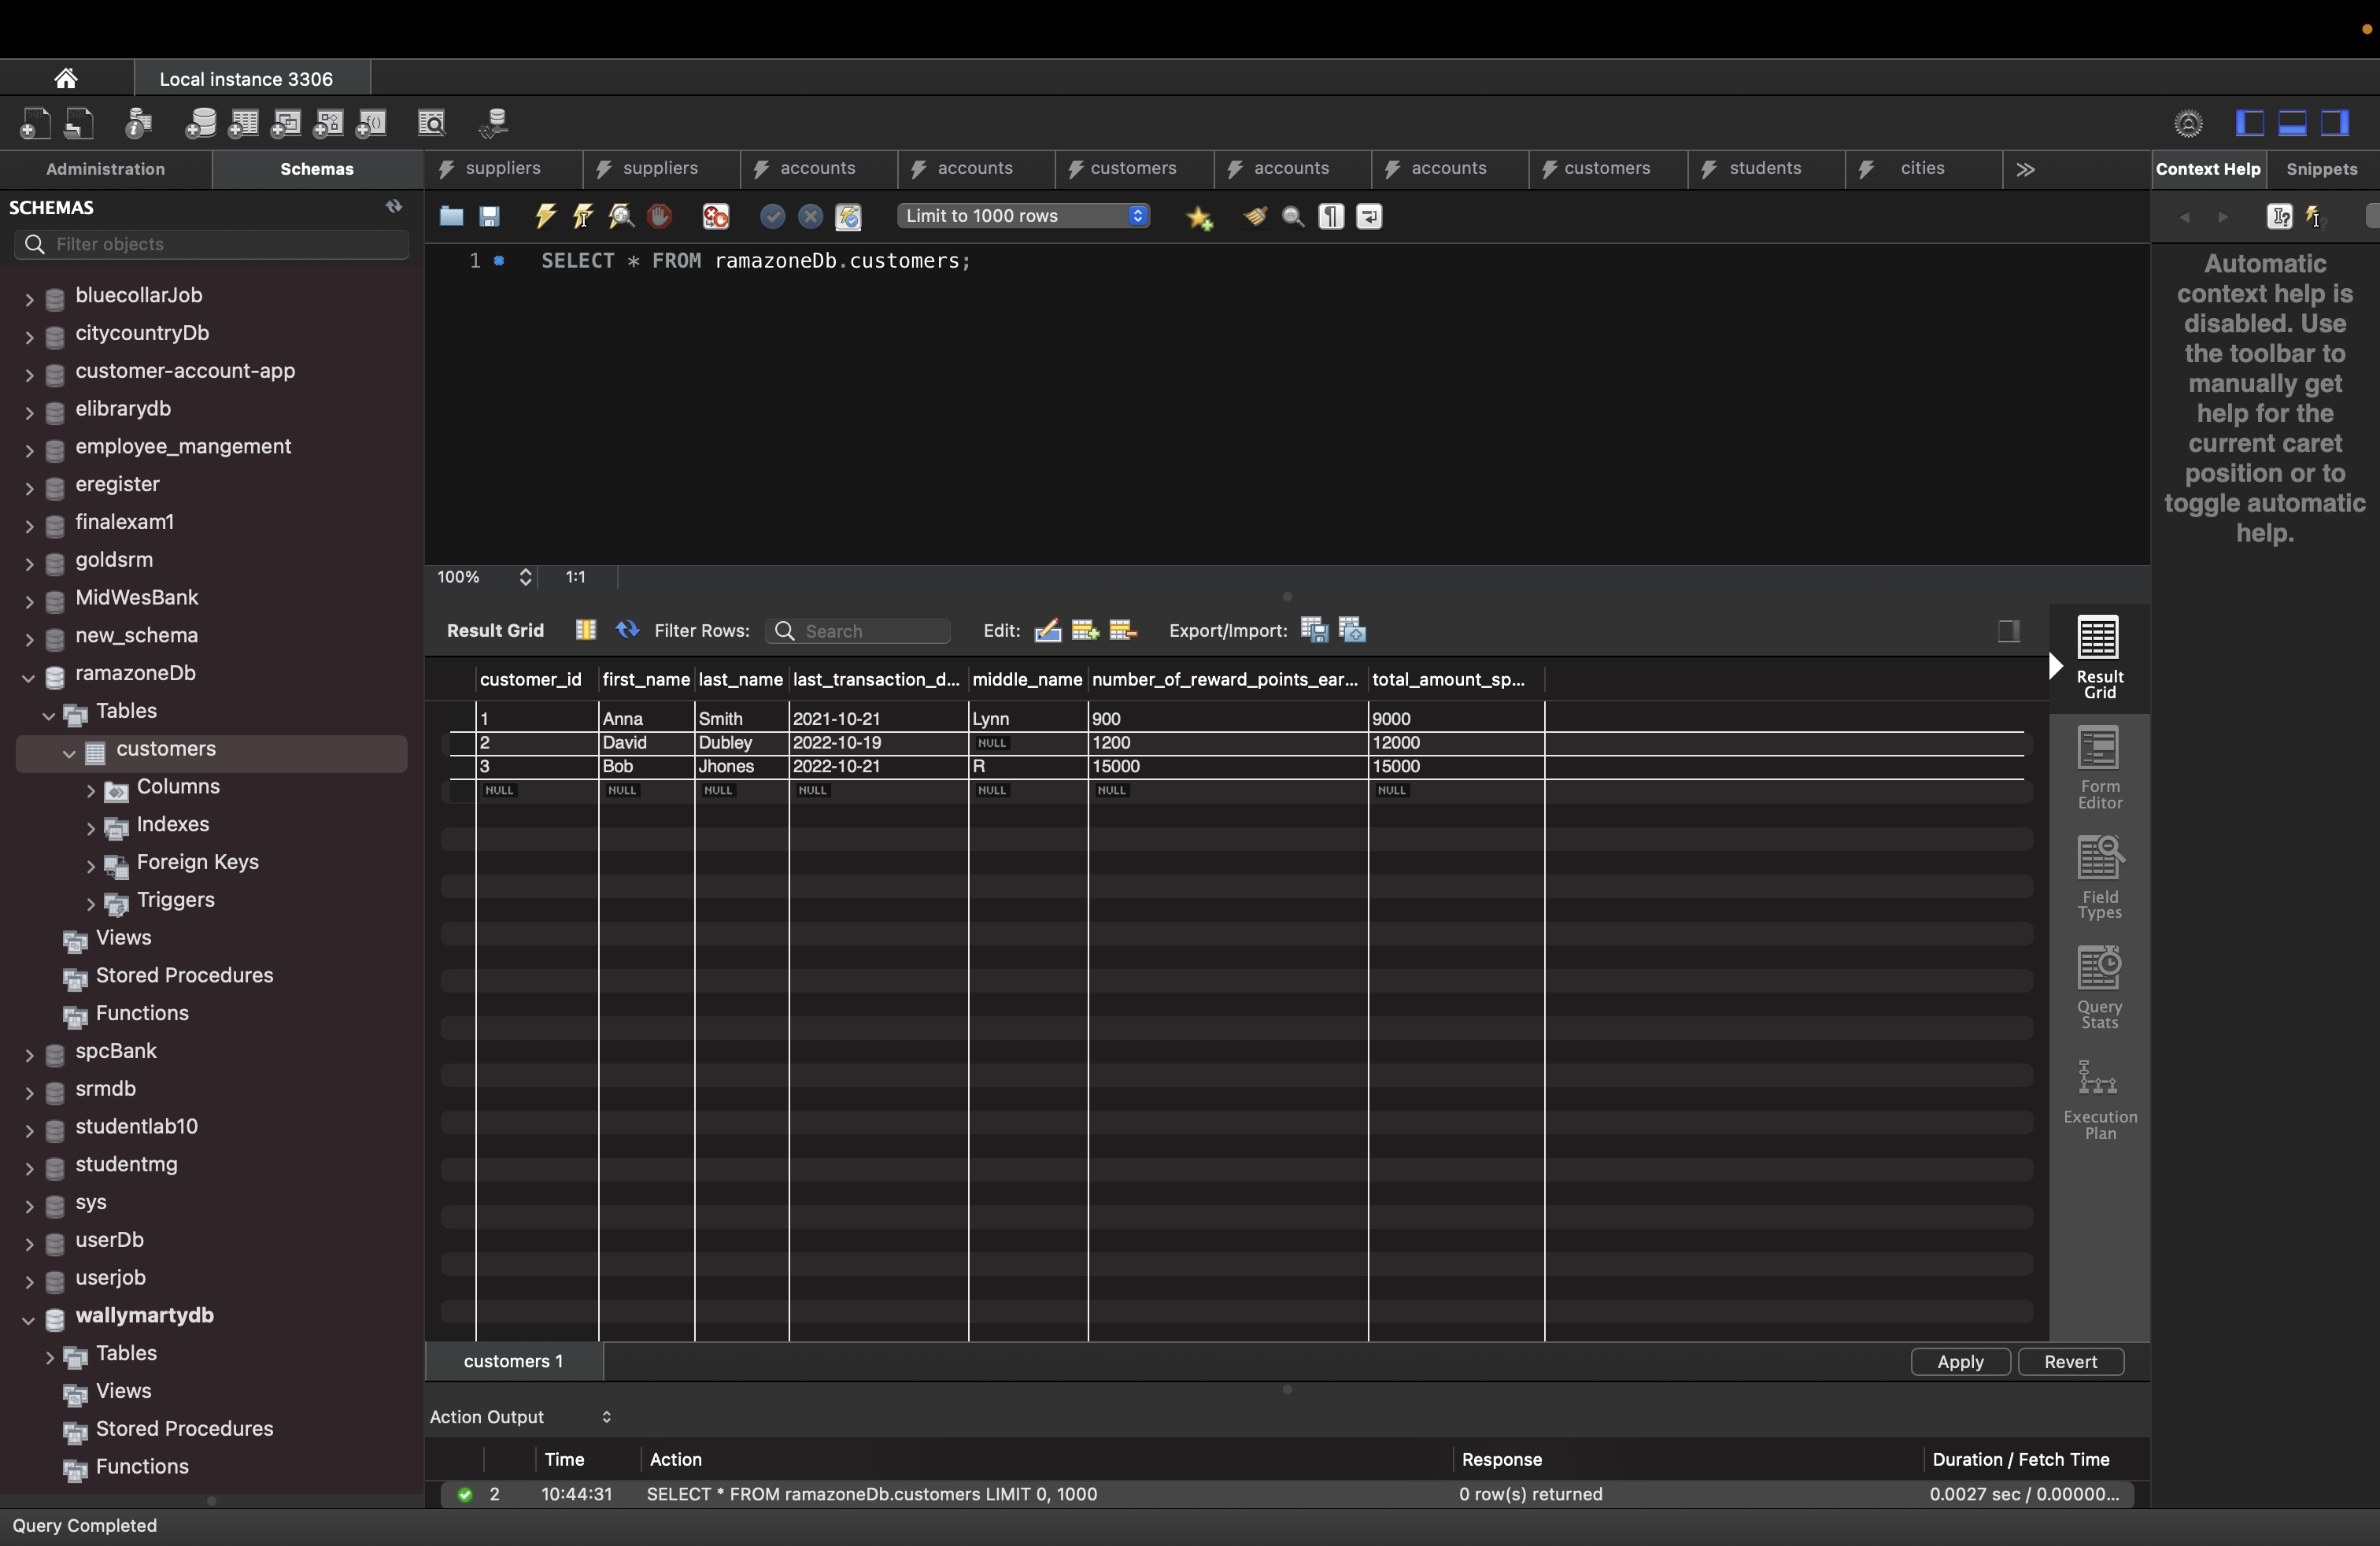 Local instance 3306
Administration
Schemas
suppliers
suppliers
accounts
accounts
customers
accounts
accounts
customers
students
cities
Context Help
Snippets
SCHEMAS
Filter objects
Limit to 1000 rows
1 SELECT * FROM ramazoneDb.customers;
Automatic
context help is
disabled. Use
the toolbar to
manually get
help for the
current caret
position or to
toggle automatic
help.
bluecollarJob
citycountryDb
customer-account-app
elibrarydb
employee_mangement
eregister
finalexam1
goldsrm
MidWesBank
new_schema
ramazoneDb
Tables
customers
Columns
Indexes
Foreign Keys
Triggers
Views
Stored Procedures
Functions
spcBank
srmdb
studentlab10
studentmg
sys
userDb
userjob
wallymartydb
Tables
Views
Stored Procedures
Functions
100% 1:1
Result Grid Filter Rows: Search Edit: Export/Import:
customer_id first_name last_name last_transaction_d... middle_name number_of_reward_points_ear... total_amount_sp...
1 Anna Smith 2021-10-21 Lynn 900 9000
2 David Dubley 2022-10-19 NULL 1200 12000
3 Bob Jhones 2022-10-21 R 15000 15000
NULL NULL NULL NULL NULL NULL NULL
Result
Grid
Form
Editor
Field
Types
Query
Stats
Execution
Plan
customers 1
Apply
Revert
Action Output
Time Action Response Duration / Fetch Time
2 10:44:31 SELECT * FROM ramazoneDb.customers LIMIT 0, 1000 0 row(s) returned 0.0027 sec / 0.00000...
Query Completed